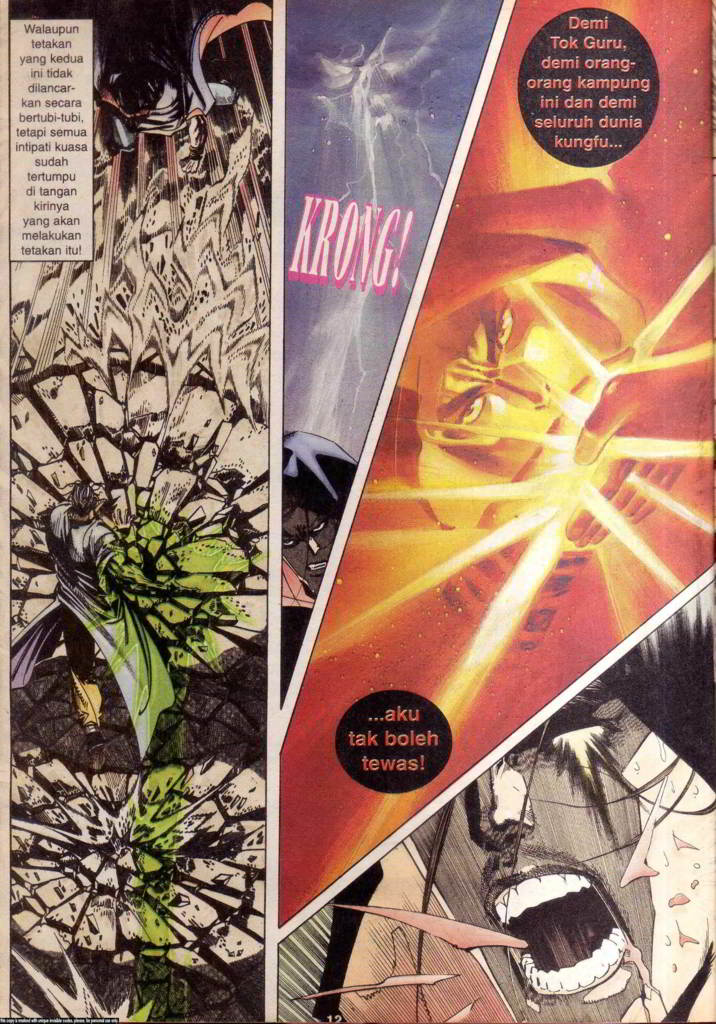 Walaupun
tetakan
yang kedua
ini tidak
dilancar-
kan secara
bertubi-tubi,
tetapi semua
intipati kuasa
sudah
tertumpu
di tangan
kirinya
yang akan
melakukan
tetakan itu!
KRONG!
Demi
Tok Guru,
demi orang-
orang kampung
ini dan demi
seluruh dunia
kungfu...
...aku
tak boleh
tewas!
12